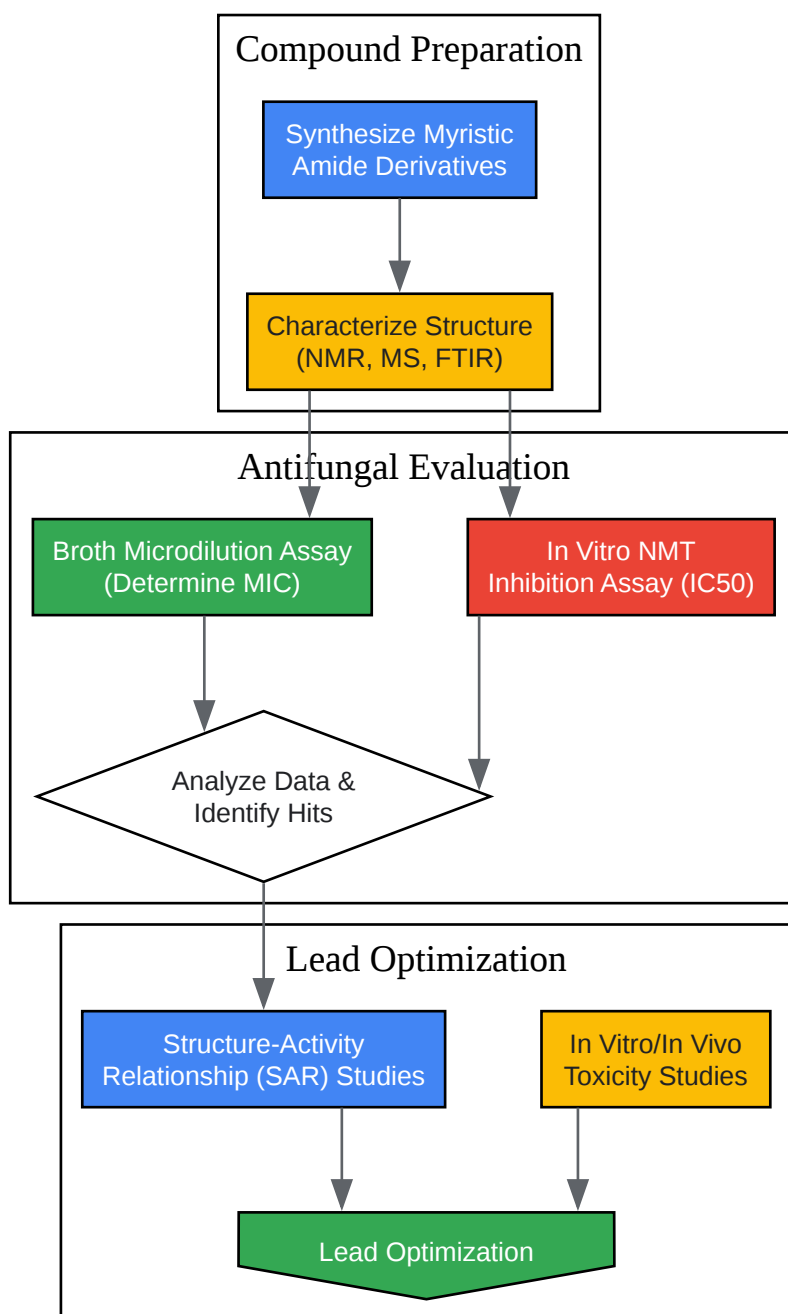 Compound Preparation
Synthesize Myristic
Amide Derivatives
Characterize Structure
(NMR, MS, FTIR)
Antifungal Evaluation
Broth Microdilution Assay
(Determine MIC)
In Vitro NMT
Inhibition Assay (IC50)
Analyze Data &
Identify Hits
Lead Optimization
Structure-Activity
Relationship (SAR) Studies
In Vitro/In Vivo
Toxicity Studies
Lead Optimization